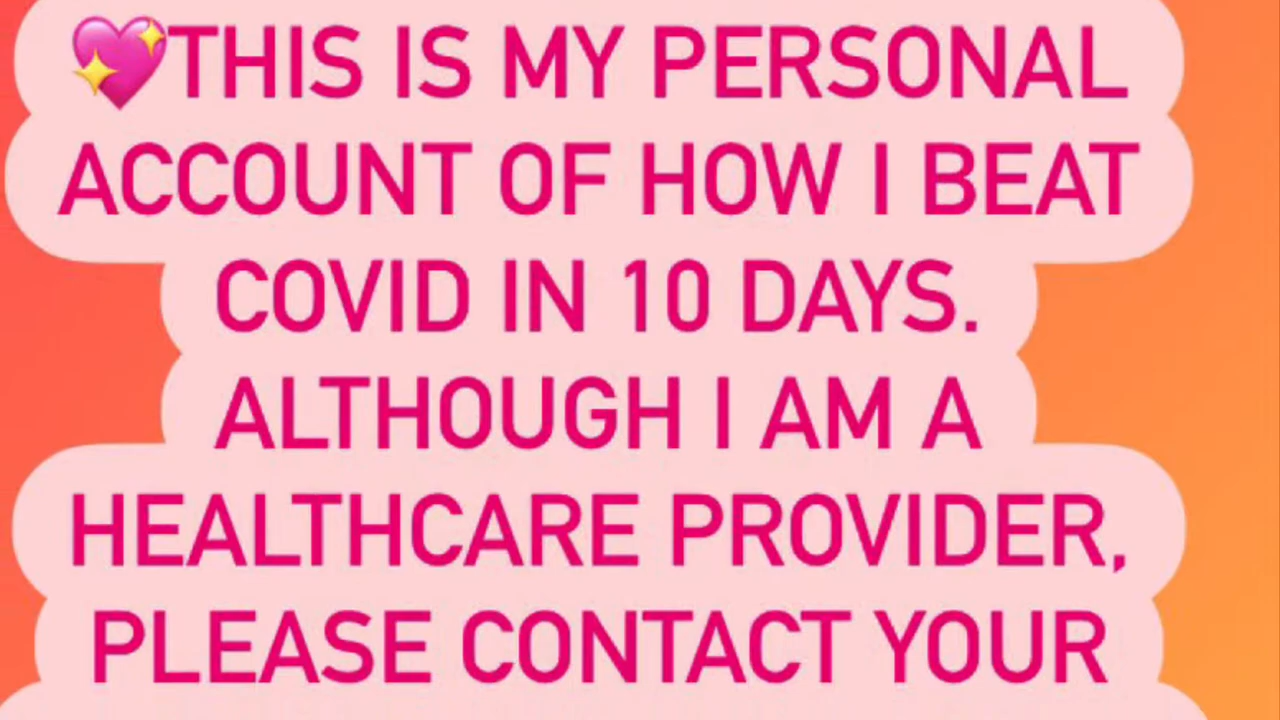 💖THIS IS MY PERSONAL
ACCOUNT OF HOW I BEAT
COVID IN 10 DAYS.
ALTHOUGH I AM A
HEALTHCARE PROVIDER,
PLEASE CONTACT YOUR